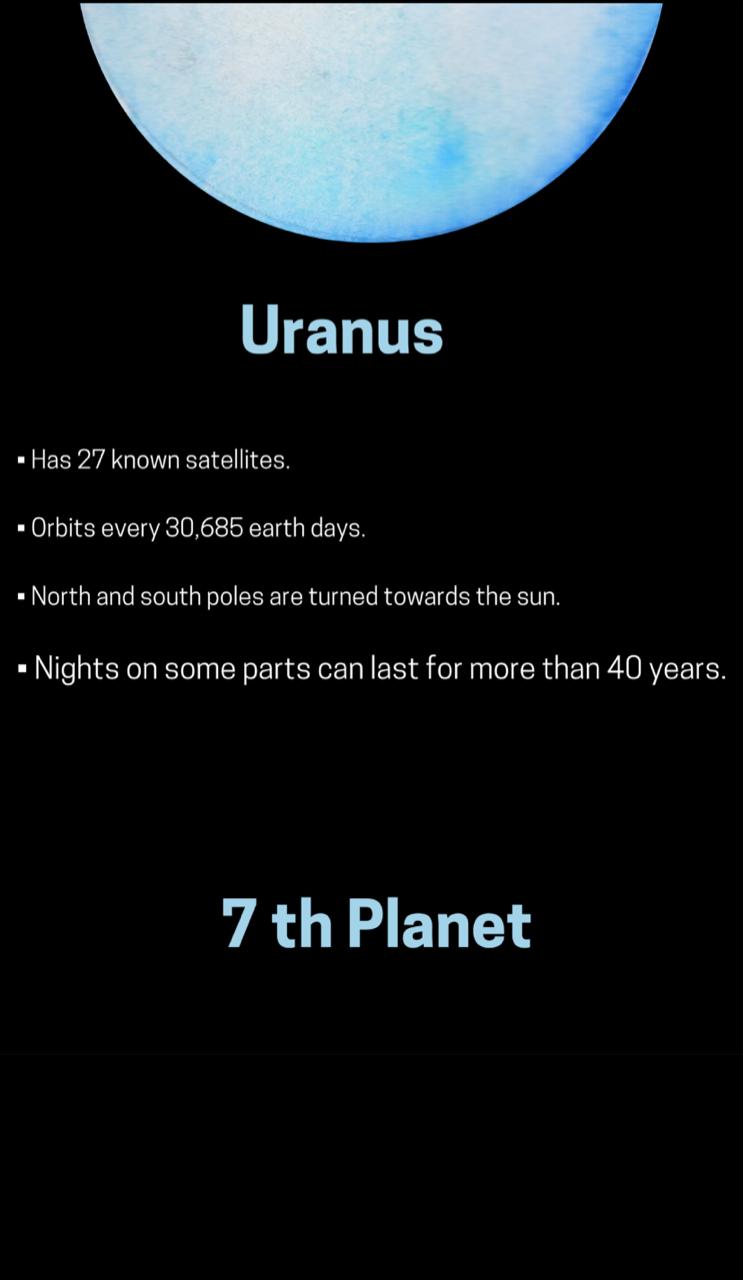 Uranus
▪ Has 27 known satellites.
▪ Orbits every 30,685 earth days.
▪ North and south poles are turned towards the sun.
▪ Nights on some parts can last for more than 40 years.
7 th Planet